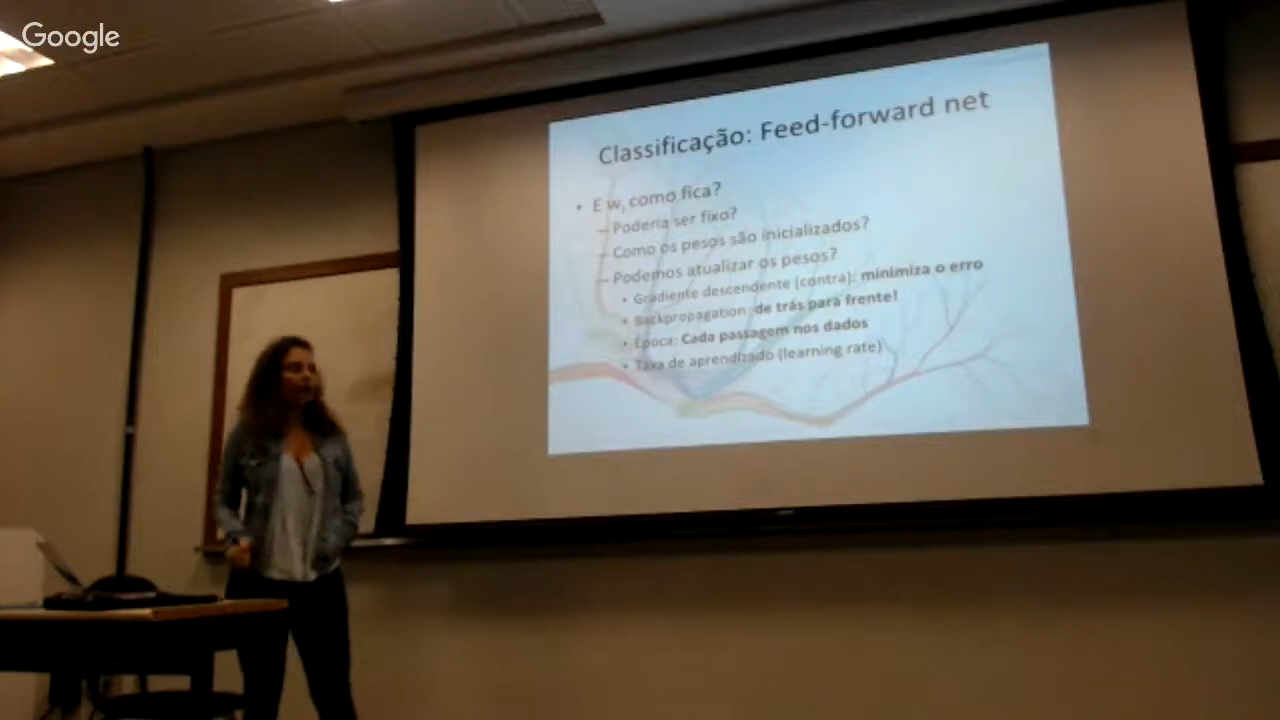 Google
Classificação: Feed-forward net
• E wᵢ como fica?
– Poderia ser fixo?
– Como os pesos são inicializados?
– Podemos atualizar os pesos?
• Gradiente descendente (contra): minimiza o erro
• Backpropagation: de trás para frente!
• Época: Cada passagem nos dados
• Taxa de aprendizado (learning rate)